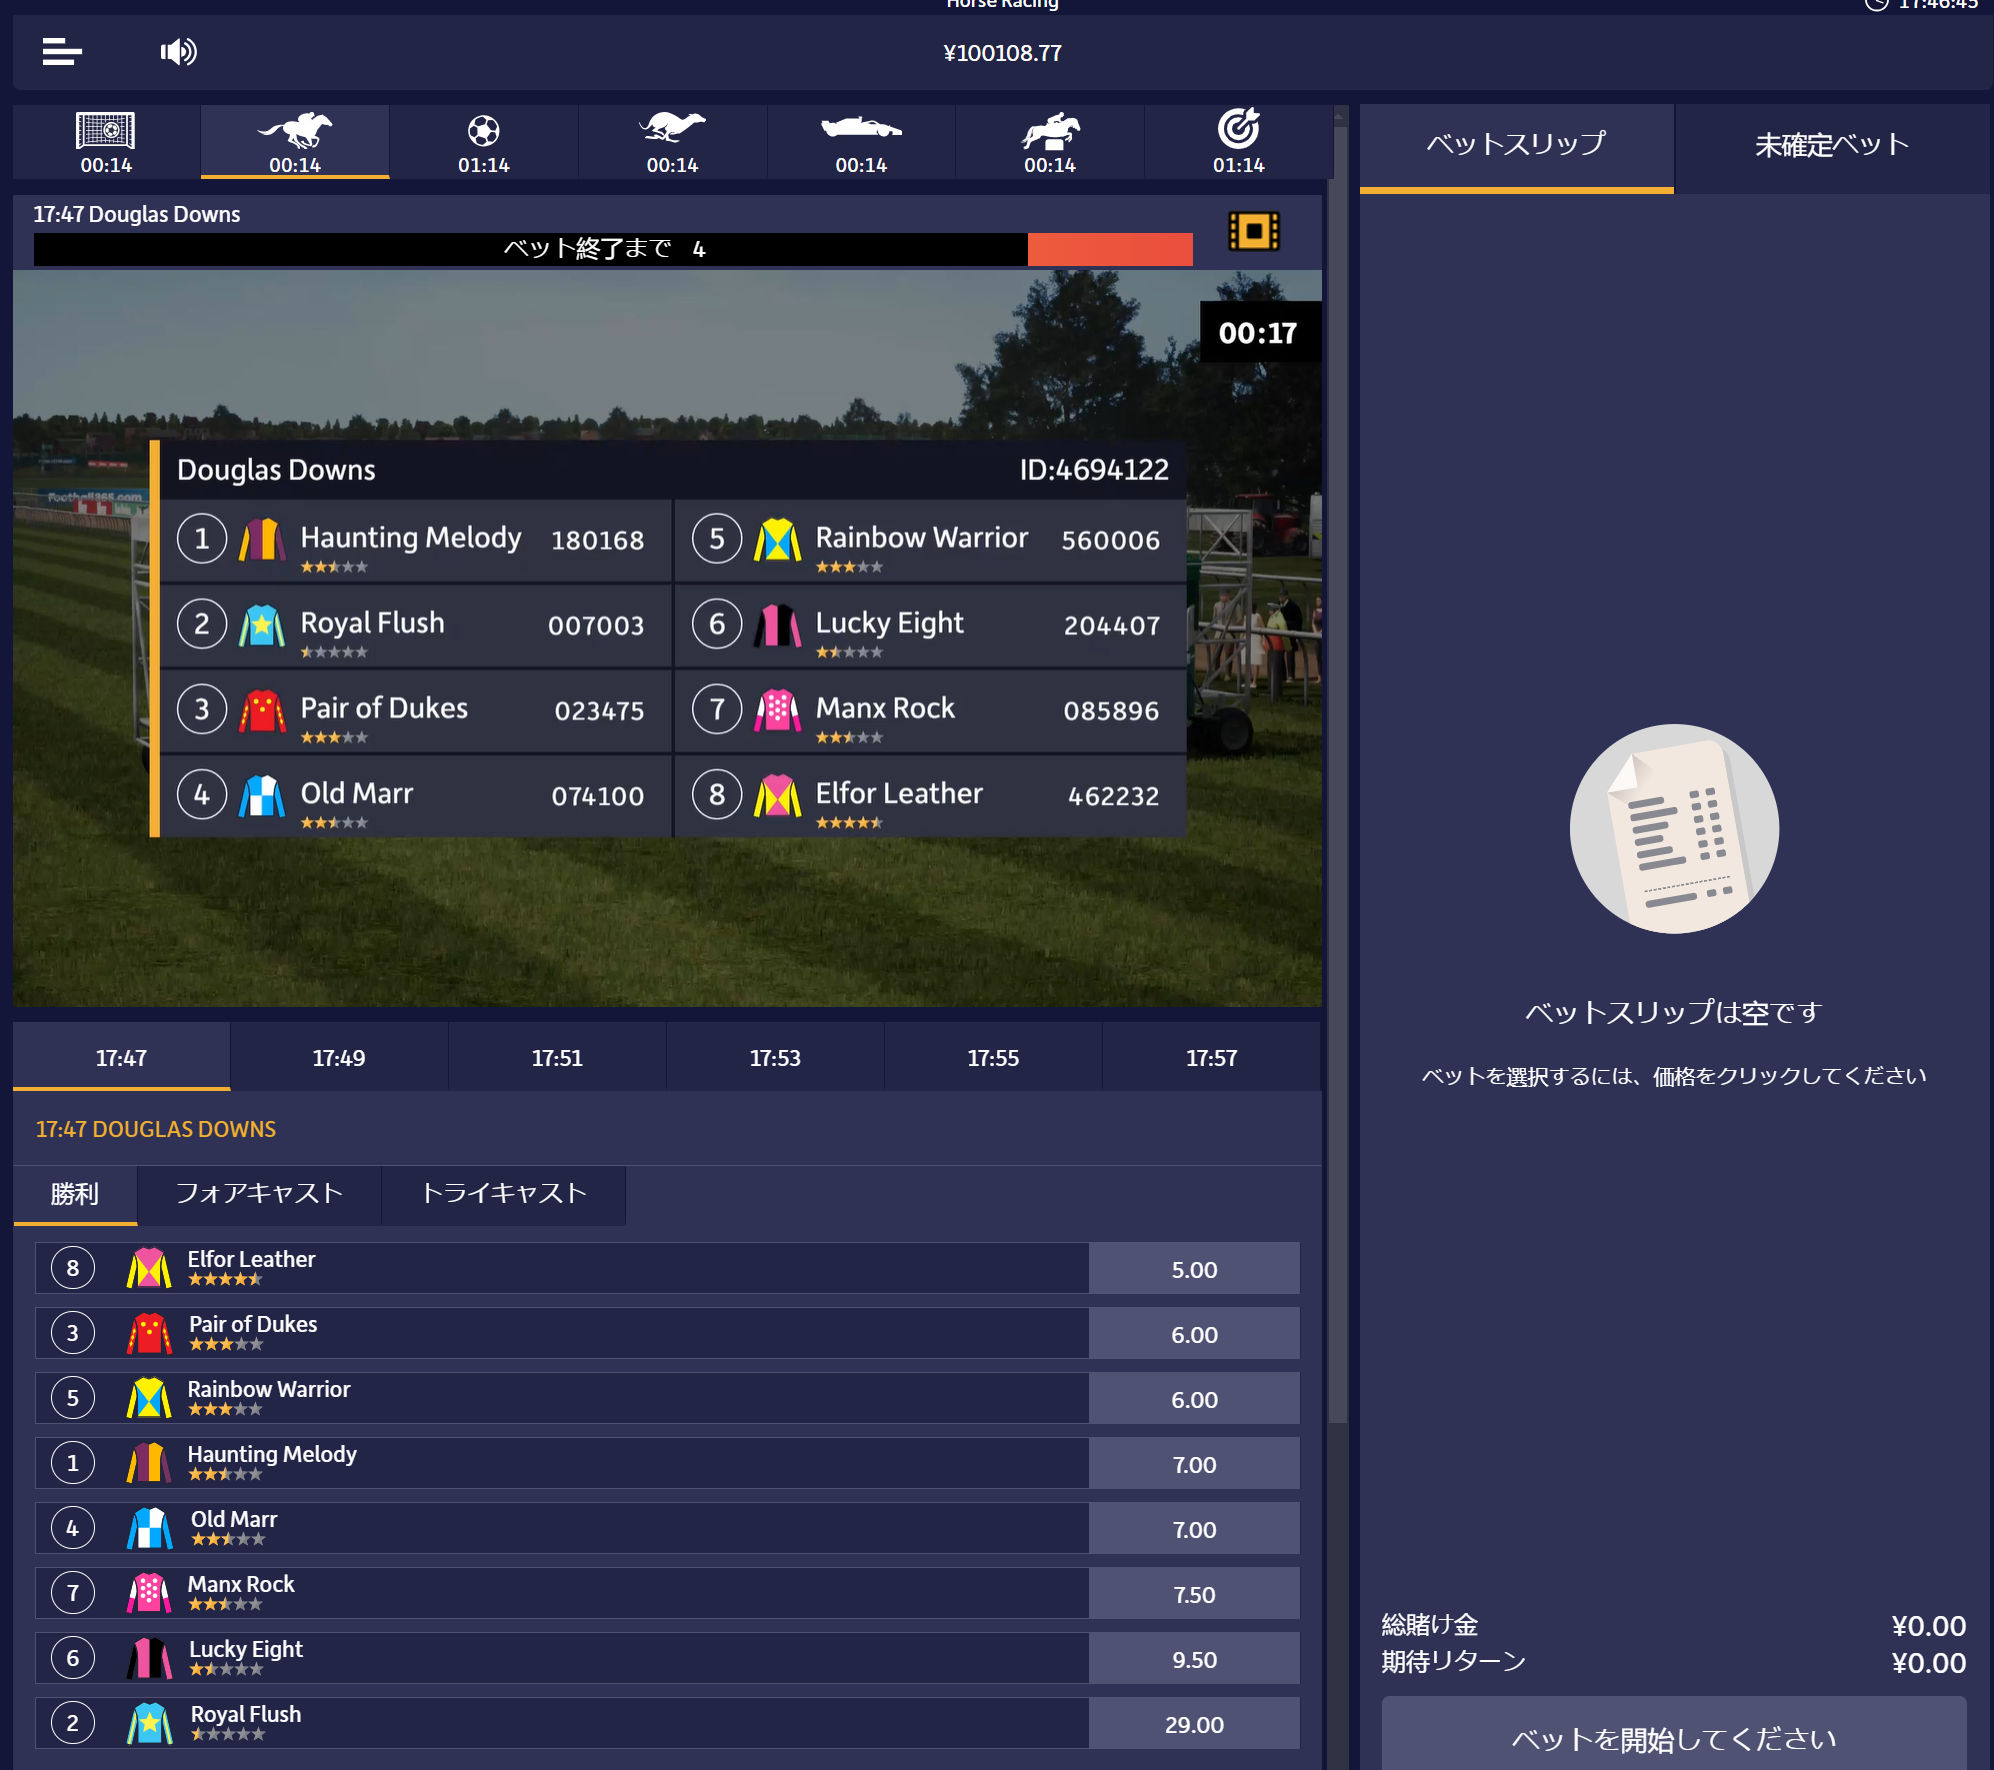 Horse Racing
17:46:45
¥100108.77
00:14
00:14
01:14
00:14
00:14
00:14
01:14
17:47 Douglas Downs
ベット終了まで 4
00:17
Football365.com
Douglas Downs ID:4694122
1 Haunting Melody 180168
5 Rainbow Warrior 560006
2 Royal Flush 007003
6 Lucky Eight 204407
3 Pair of Dukes 023475
7 Manx Rock 085896
4 Old Marr 074100
8 Elfor Leather 462232
17:47
17:49
17:51
17:53
17:55
17:57
17:47 DOUGLAS DOWNS
勝利
フォアキャスト
トライキャスト
8 Elfor Leather 5.00
3 Pair of Dukes 6.00
5 Rainbow Warrior 6.00
1 Haunting Melody 7.00
4 Old Marr 7.00
7 Manx Rock 7.50
6 Lucky Eight 9.50
2 Royal Flush 29.00
ベットスリップ
未確定ベット
ベットスリップは空です
ベットを選択するには、価格をクリックしてください
総賭け金 ¥0.00
期待リターン ¥0.00
ベットを開始してください